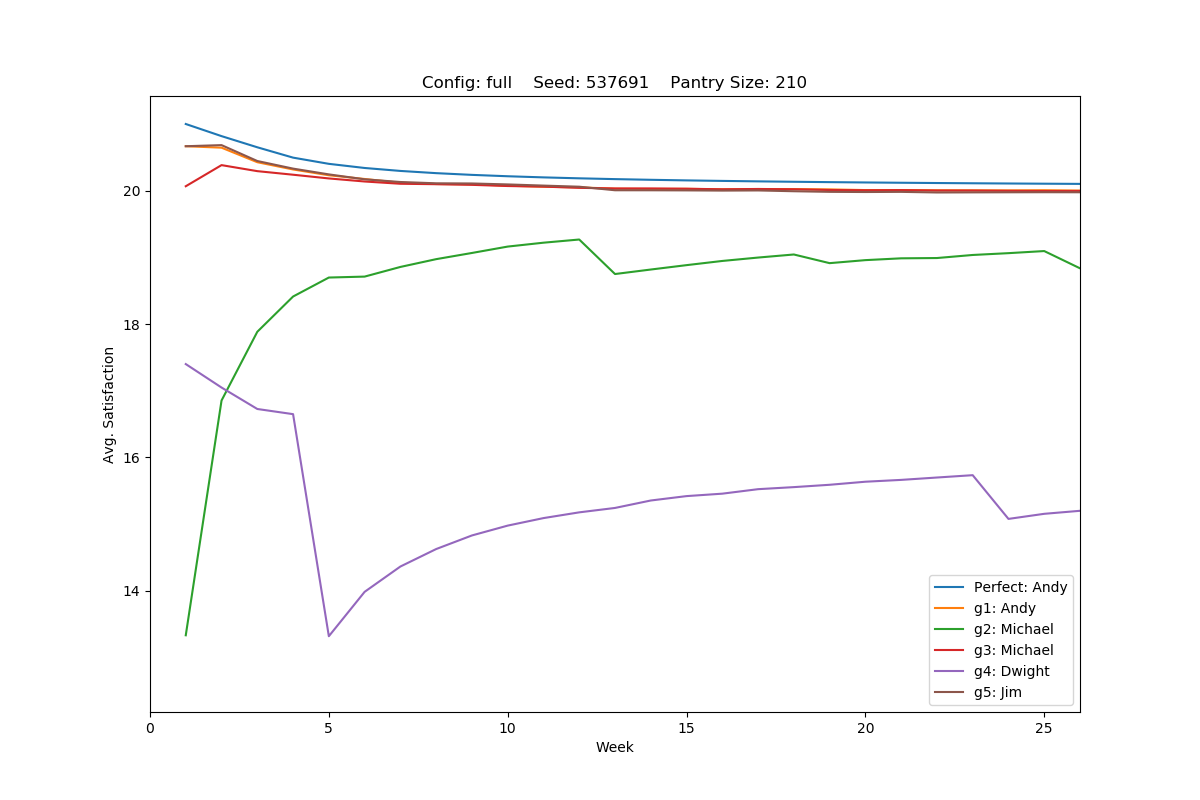 Config: full    Seed: 537691    Pantry Size: 210
Avg. Satisfaction
20
18
16
14
0
5
10
15
20
25
Week
Perfect: Andy
g1: Andy
g2: Michael
g3: Michael
g4: Dwight
g5: Jim